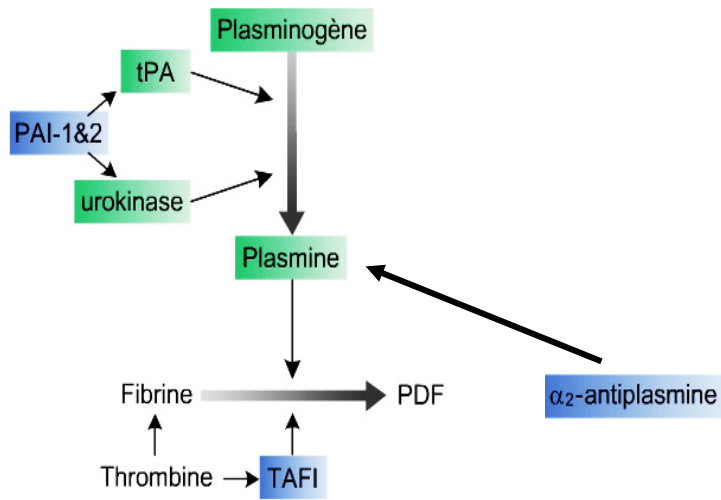 Plasminogène
tPA
PAI-1&2
urokinase
Plasmine
Fibrine
PDF
α₂-antiplasmine
Thrombine
TAFI